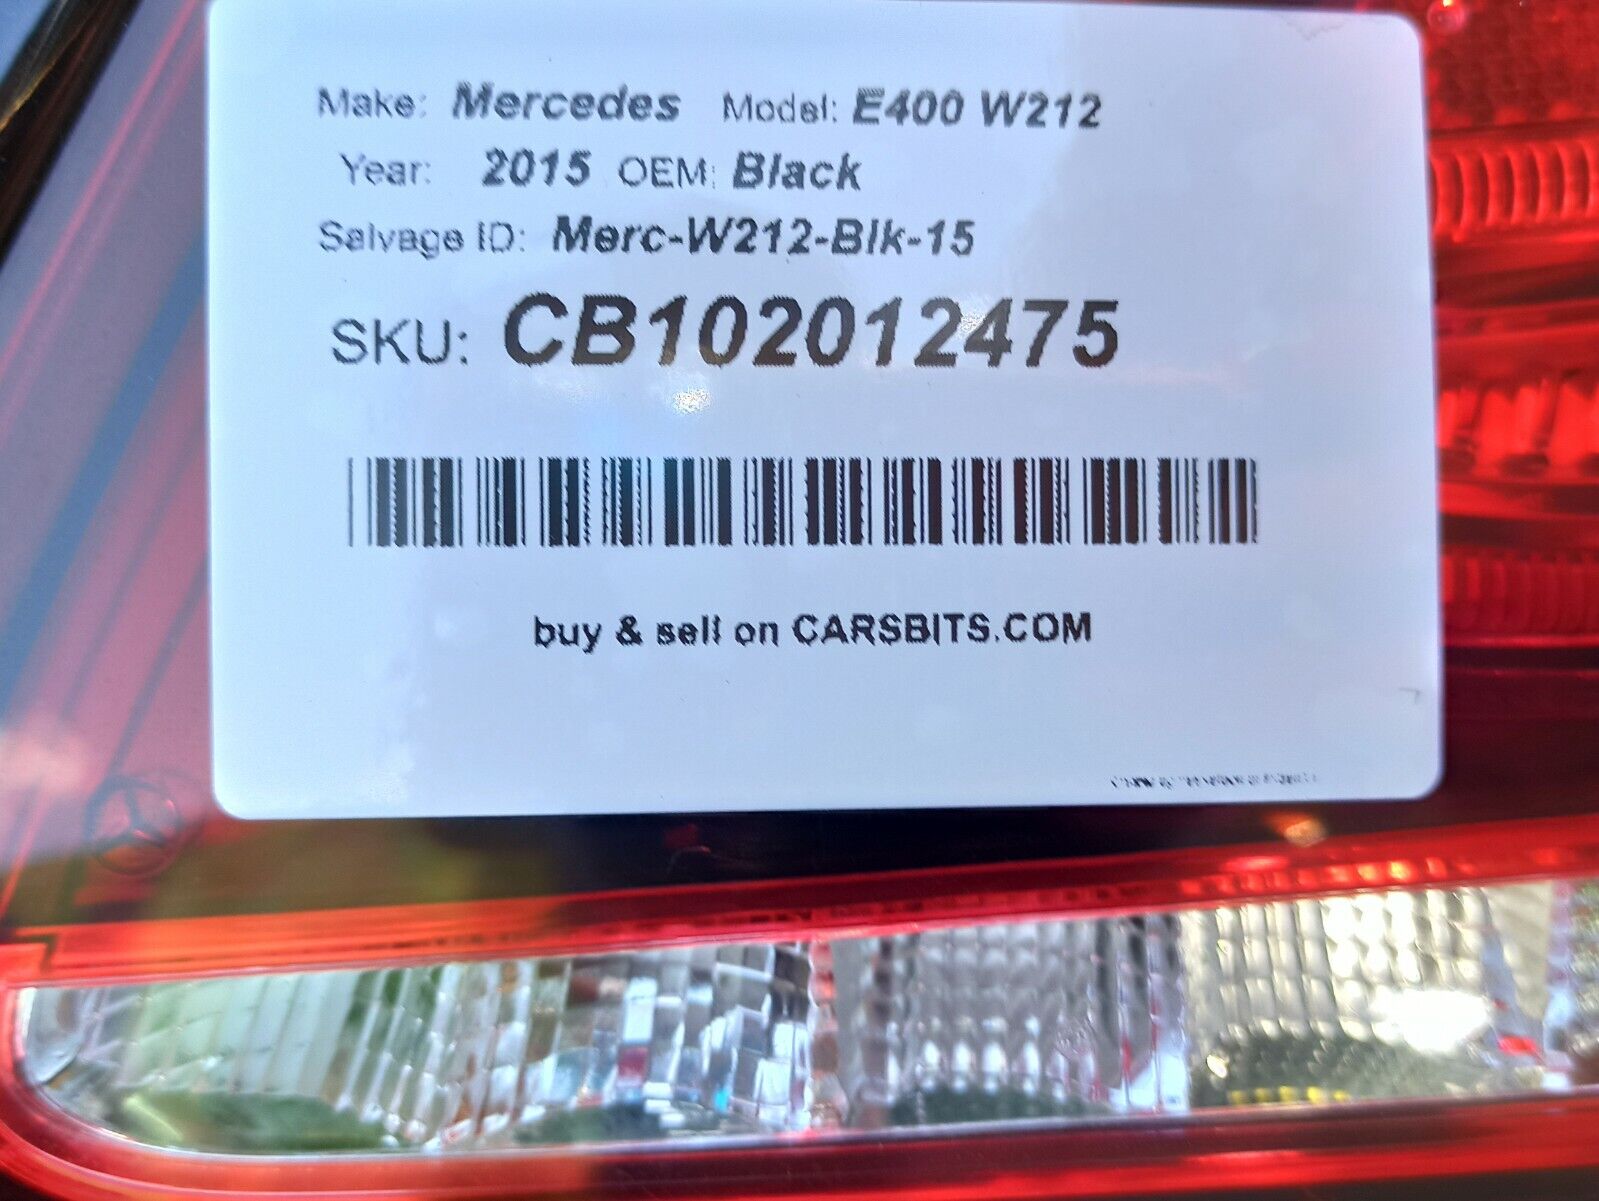 Make: Mercedes Model: E400 W212
Year: 2015 OEM: Black
Salvage ID: Merc-W212-Blk-15
SKU: CB102012475
buy & sell on CARSBITS.COM